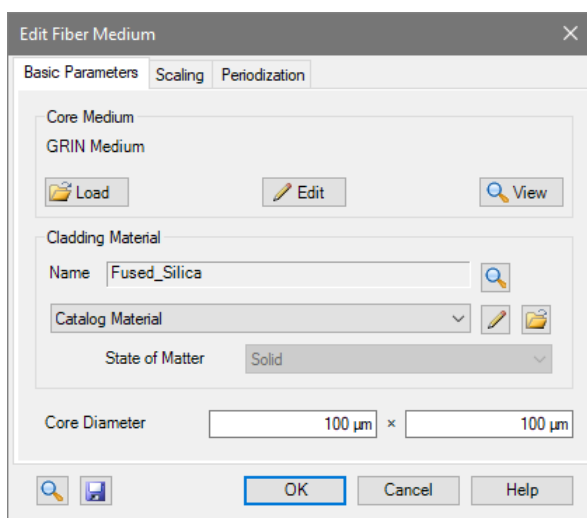 Edit Fiber Medium
Basic Parameters Scaling Periodization
Core Medium
GRIN Medium
Load Edit View
Cladding Material
Name Fused_Silica
Catalog Material
State of Matter Solid
Core Diameter 100 µm × 100 µm
OK Cancel Help